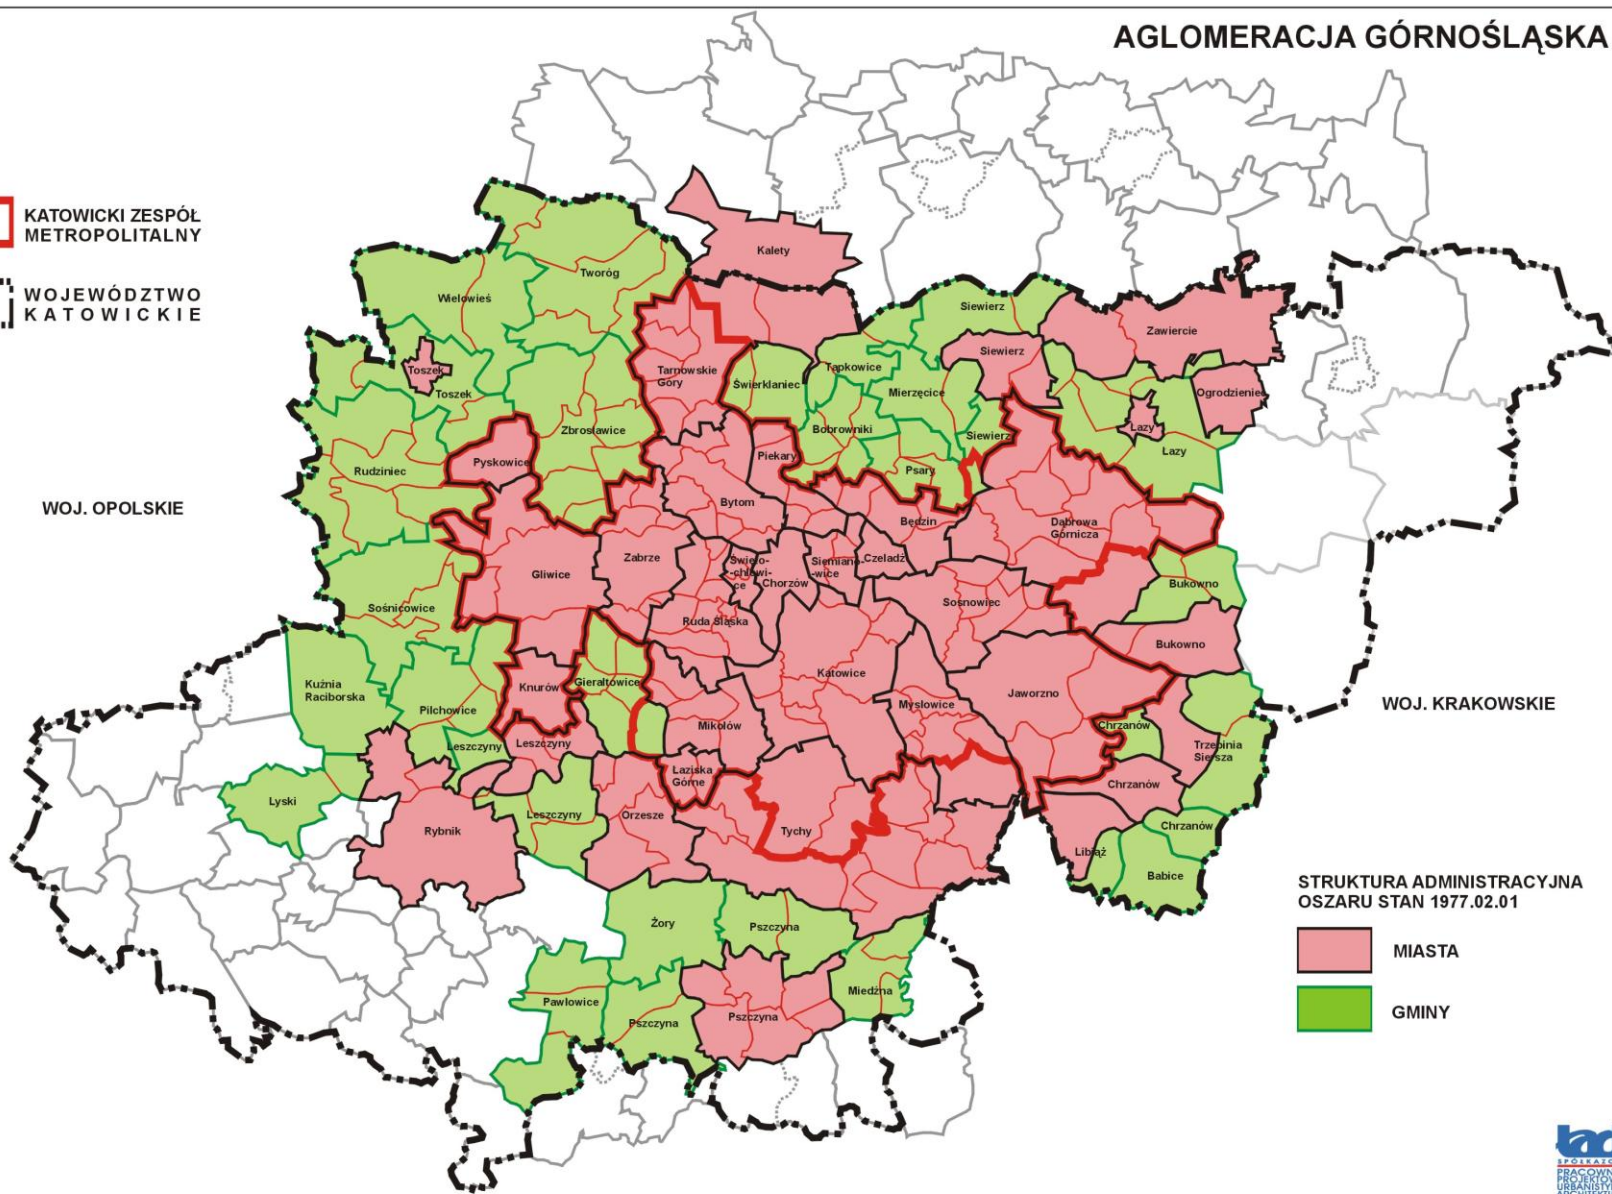 AGLOMERACJA GÓRNOŚLĄSKA
KATOWICKI ZESPÓŁ
METROPOLITALNY
WOJEWÓDZTWO
KATOWICKIE
WOJ. OPOLSKIE
WOJ. KRAKOWSKIE
Kalety
Tworóg
Wielowieś
Siewierz
Zawiercie
Siewierz
Toszek
Toszek
Tarnowskie
Góry
Świerklaniec
Tąpkowice
Mierzęcice
Ogrodzieniec
Zbrosławice
Bobrowniki
Siewierz
Łazy
Łazy
Rudziniec
Pyskowice
Piekary
Psary
Bytom
Będzin
Dąbrowa
Górnicza
Zabrze
Gliwice
Święto-
-chłowi-
ce
Chorzów
Siemiano-
-wice
Czeladź
Bukowno
Sośnicowice
Sosnowiec
Ruda Śląska
Bukowno
Kuźnia
Raciborska
Knurów
Gierałtowice
Katowice
Jaworzno
Pilchowice
Mysłowice
Mikołów
Chrzanów
Leszczyny
Leszczyny
Trzebinia
Siersza
Łaziska
Górne
Chrzanów
Lyski
Rybnik
Leszczyny
Orzesze
Tychy
Chrzanów
Libiąż
Babice
Żory
Pszczyna
Pawłowice
Pszczyna
Pszczyna
Miedźna
STRUKTURA ADMINISTRACYJNA
OSZARU STAN 1977.02.01
MIASTA
GMINY